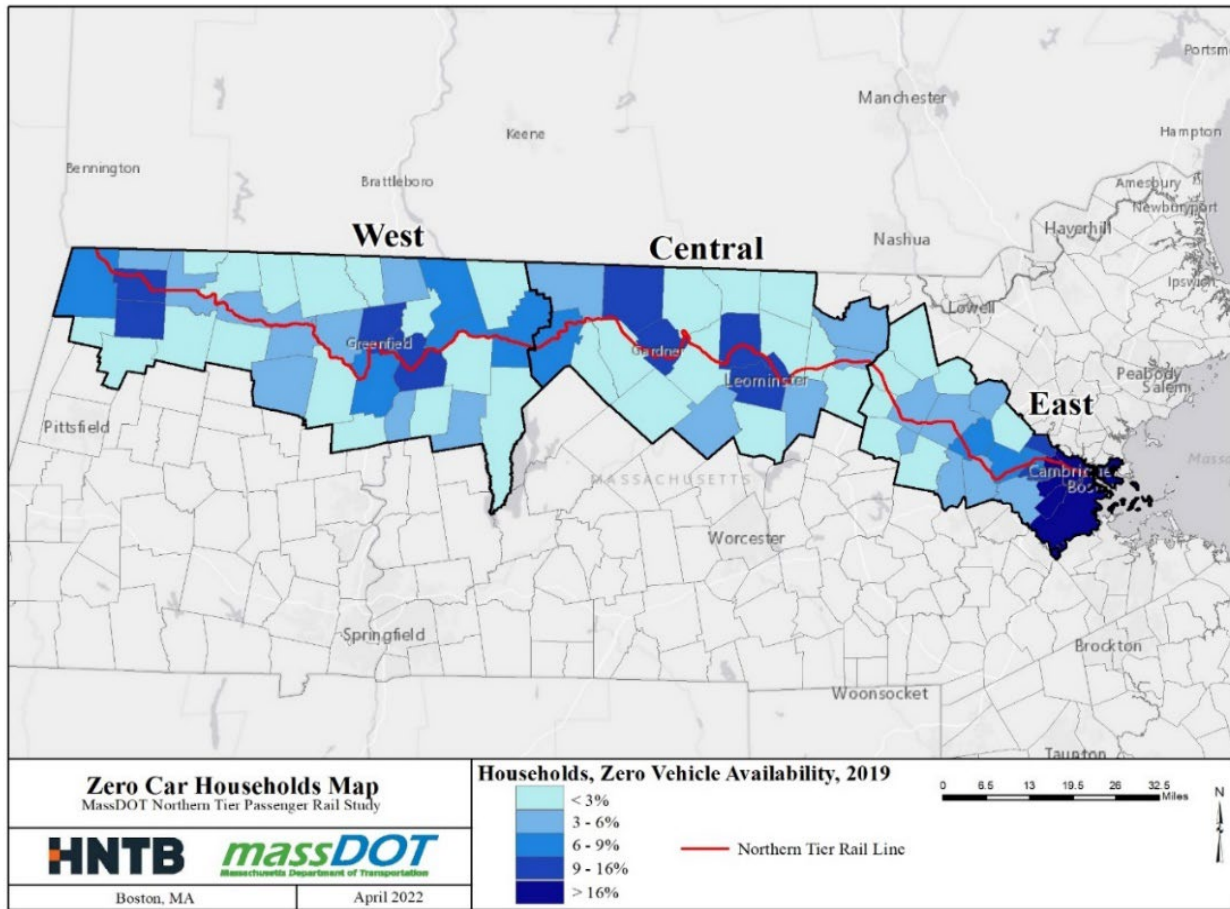 Portsm
Manchester
Keene
Hampton
Bennington
Brattleboro
Amesbury
Newburyport
West
Central
Nashua
Haverhill
Ipswich
Lowell
Greenfield
Gardner
Peabody
Salem
Leominster
East
Pittsfield
Massa
MASSACHUSETTS
Cambridge
Bos
Worcester
Springfield
Brockton
Woonsocket
Taunton
Zero Car Households Map
MassDOT Northern Tier Passenger Rail Study
HNTB
massDOT
Massachusetts Department of Transportation
Boston, MA
April 2022
Households, Zero Vehicle Availability, 2019
< 3%
3 - 6%
6 - 9%
9 - 16%
> 16%
Northern Tier Rail Line
0 6.5 13 19.5 26 32.5
Miles
N